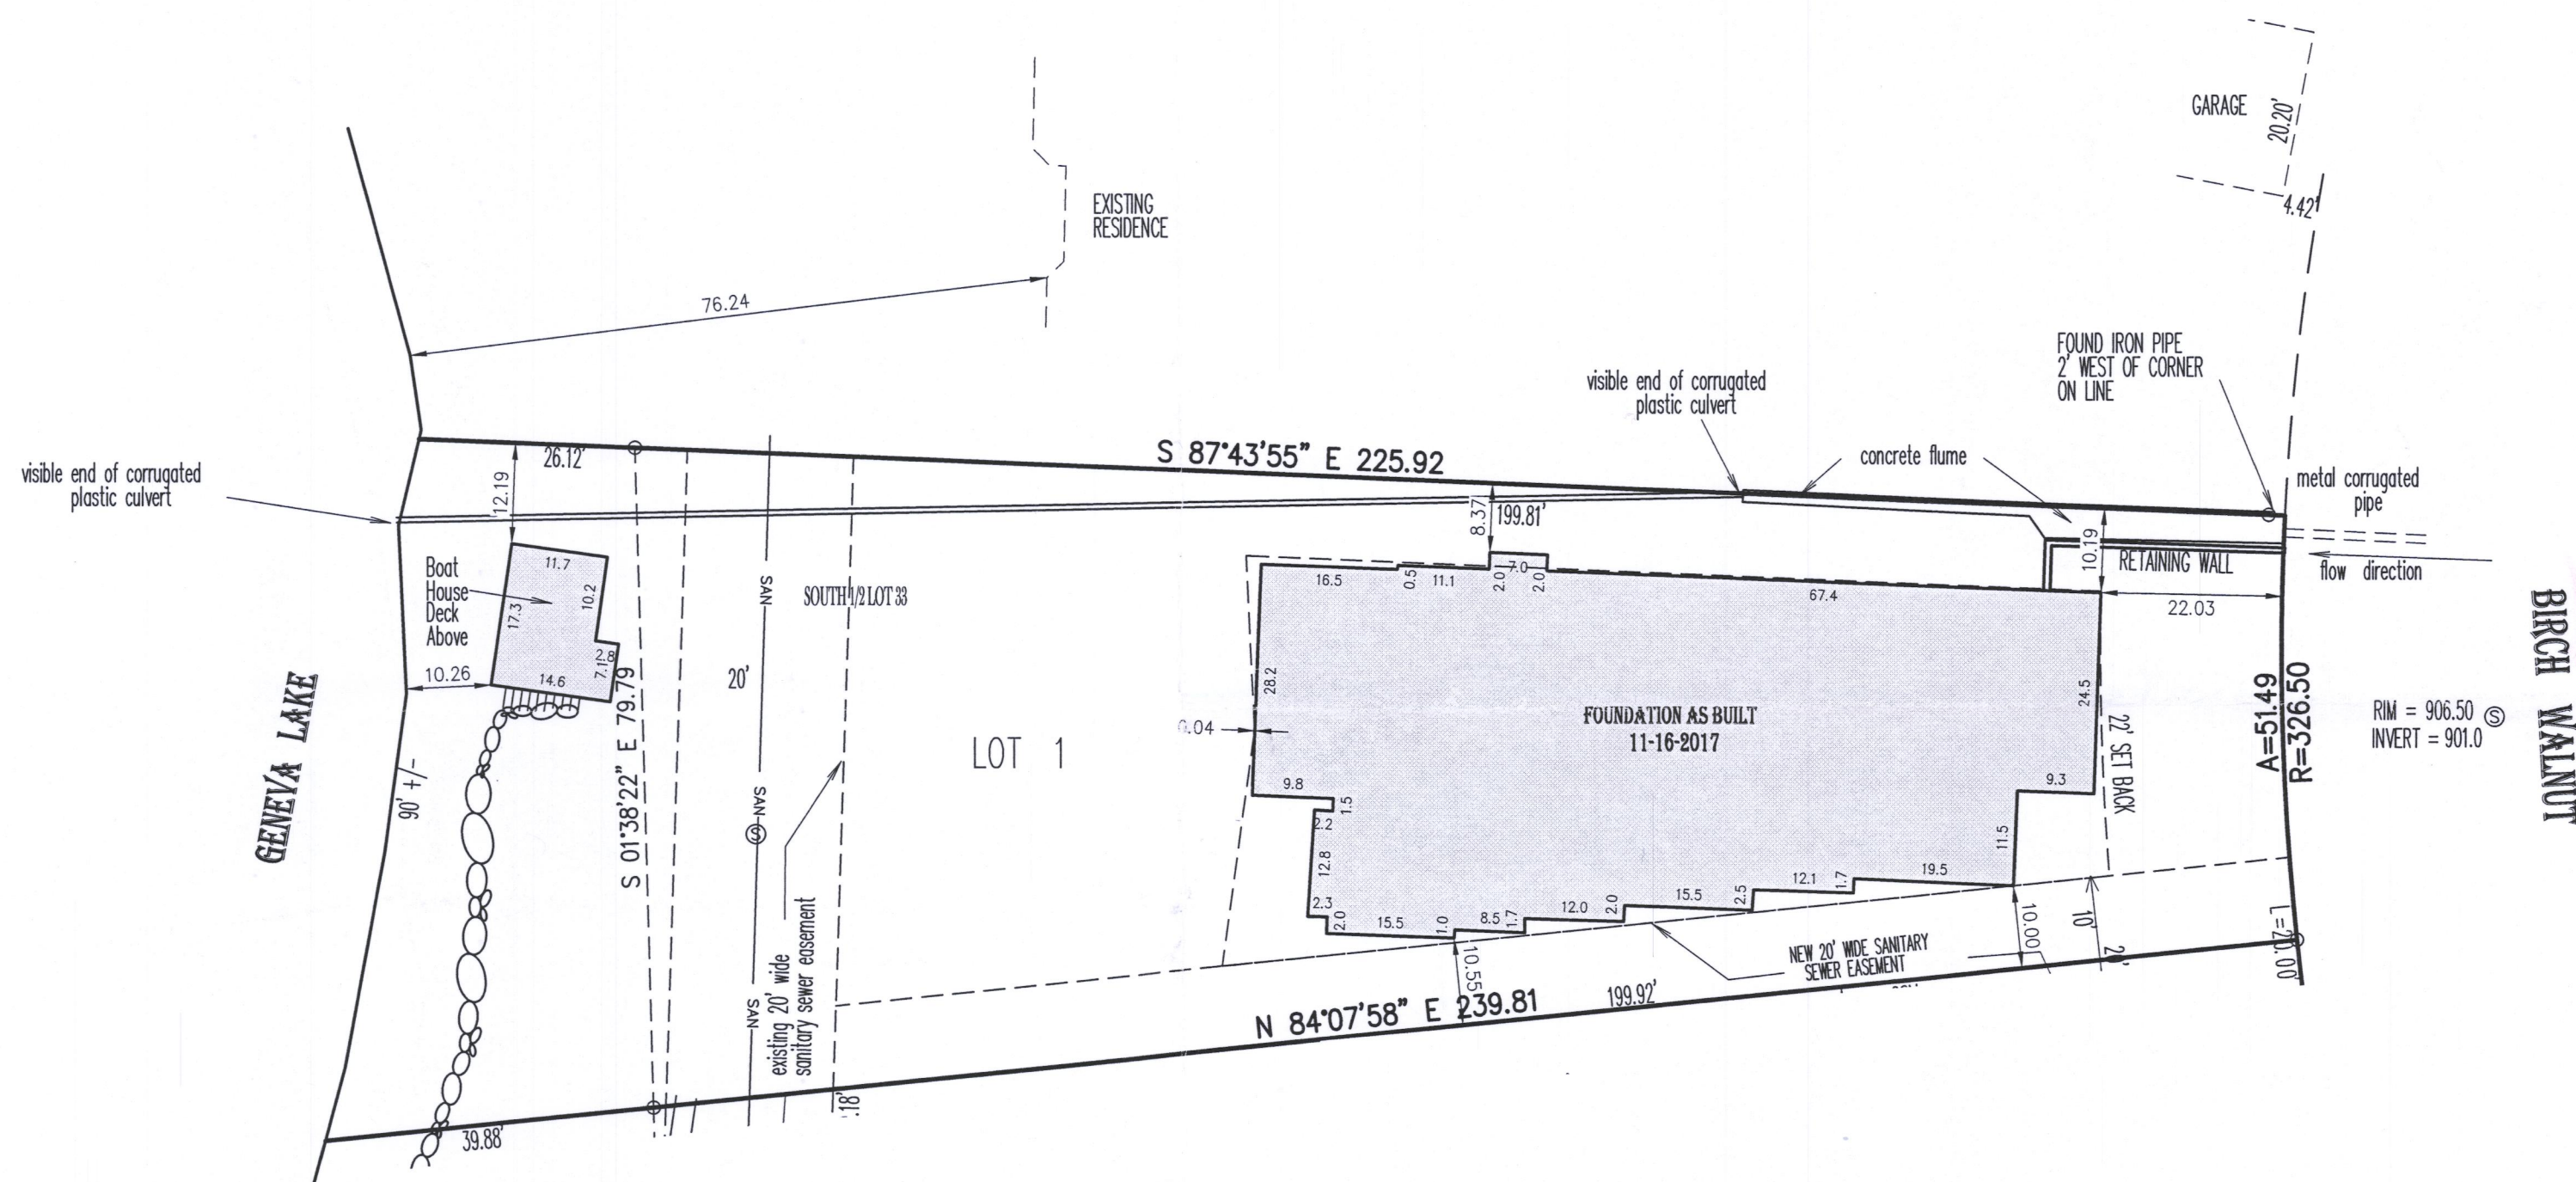 GARAGE
20.20'
4.42'
EXISTING
RESIDENCE
76.24
FOUND IRON PIPE
2' WEST OF CORNER
ON LINE
visible end of corrugated
plastic culvert
concrete flume
metal corrugated
pipe
flow direction
visible end of corrugated
plastic culvert
S 87°43'55" E 225.92
26.12'
12.19
8.37
199.81'
10.19
RETAINING WALL
22.03
Boat
House
Deck
Above
11.7
10.2
17.3
2.8
7.1
14.6
10.26
SAN
SOUTH 1/2 LOT 33
20'
16.5
0.5
11.1
2.0
7.0
2.0
67.4
28.2
24.5
FOUNDATION AS BUILT
11-16-2017
LOT 1
.04
9.8
1.5
2.2
12.8
2.3
2.0
15.5
1.0
8.5
1.7
12.0
2.0
15.5
2.5
12.1
1.7
19.5
11.5
9.3
22' SET BACK
A=51.49
R=326.50
RIM = 906.50 Ⓢ
INVERT = 901.0
BIRCH WALNUT
GENEVA LAKE
90' +/-
S 01°38'22" E 79.79
SAN
Ⓢ
SAN
existing 20' wide
sanitary sewer easement
NEW 20' WIDE SANITARY
SEWER EASEMENT
10.55
10.00
10'
20'
L=20.00'
N 84°07'58" E 239.81
199.92'
.18'
39.88'